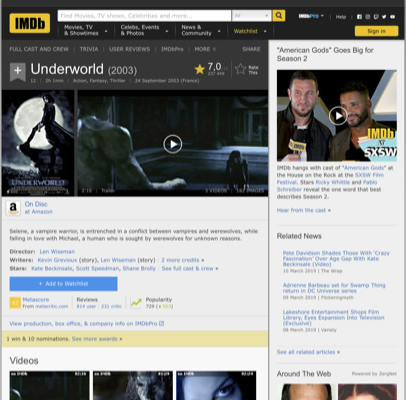 IMDb
Find Movies, TV shows, Celebrities and more...
All
IMDbPro
Help
Movies, TV
& Showtimes
Celebs, Events
& Photos
News &
Community
Watchlist
Sign in
FULL CAST AND CREW | TRIVIA | USER REVIEWS | IMDbPro | MORE
SHARE
Underworld (2003)
7,0
Rate
This
12 | 2h 1min | Action, Fantasy, Thriller | 24 September 2003 (France)
UNDERWORLD
2:16 | Trailer
3 VIDEOS
162 IMAGES
a
On Disc
at Amazon
Selene, a vampire warrior, is entrenched in a conflict between vampires and werewolves, while
falling in love with Michael, a human who is sought by werewolves for unknown reasons.
Director: Len Wiseman
Writers: Kevin Grevioux (story), Len Wiseman (story) | 2 more credits »
Stars: Kate Beckinsale, Scott Speedman, Shane Brolly | See full cast & crew »
+ Add to Watchlist
42
Metascore
From metacritic.com
Reviews
814 user | 231 critic
Popularity
View production, box office, & company info on IMDbPro
1 win & 10 nominations. See more awards »
Videos
"American Gods" Goes Big for
Season 2
IMDb
at
SXSW
IMDb hangs with cast of "American Gods" at
the House on the Rock at the SXSW Film
Festival. Stars Ricky Whittle and Pablo
Schreiber reveal the one word that best
describes Season 2.
Hear from the cast »
Related News
Pete Davidson Shades Those With 'Crazy
Fascination' Over Age Gap With Kate
Beckinsale (Video)
10 March 2019 | The Wrap
Adrienne Barbeau set for Swamp Thing
return in DC Universe series
09 March 2019 | Flickeringmyth
Lakeshore Entertainment Shops Film
Library, Eyes Expansion Into Television
(Exclusive)
08 March 2019 | Variety
See all related articles »
Around The Web
Powered by ZergNet